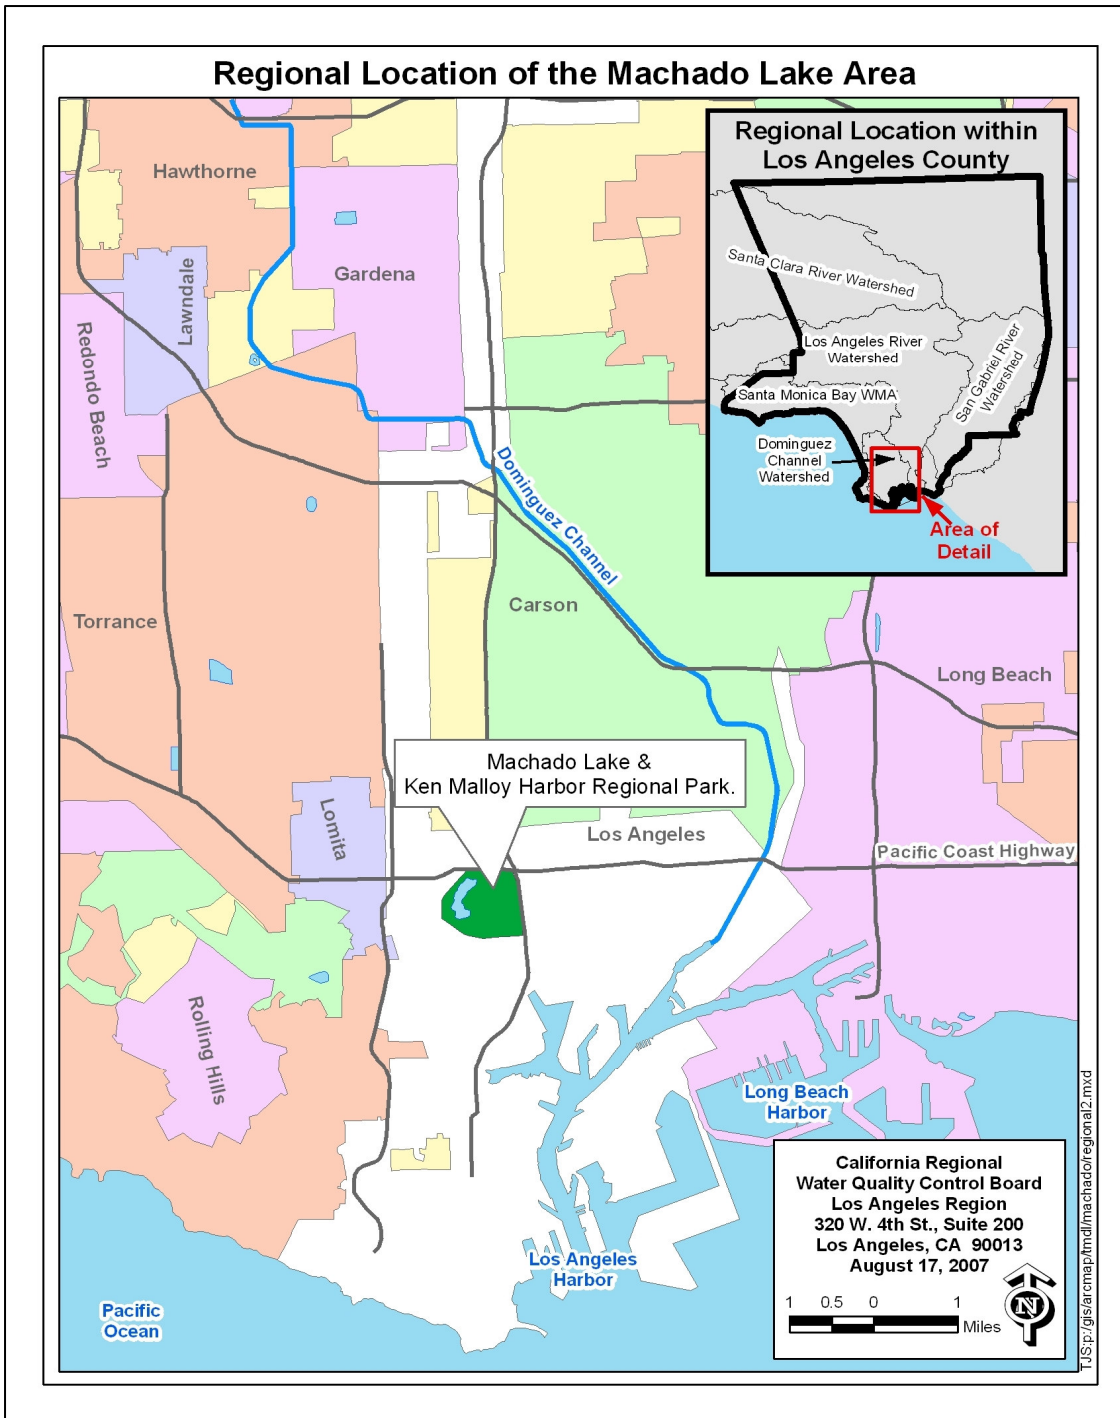 Regional Location of the Machado Lake Area
Regional Location within
Los Angeles County
Santa Clara River Watershed
Los Angeles River
Watershed
San Gabriel River
Watershed
Santa Monica Bay WMA
Dominguez
Channel
Watershed
Area of
Detail
Hawthorne
Gardena
Lawndale
Redondo Beach
Dominguez Channel
Carson
Torrance
Long Beach
Machado Lake &
Ken Malloy Harbor Regional Park.
Lomita
Los Angeles
Pacific Coast Highway
Rolling Hills
Long Beach
Harbor
Los Angeles
Harbor
Pacific
Ocean
California Regional
Water Quality Control Board
Los Angeles Region
320 W. 4th St., Suite 200
Los Angeles, CA  90013
August 17, 2007
1 0.5 0 1
Miles
N
TJS:p:/gis/arcmap/tmdl/machado/regional2.mxd